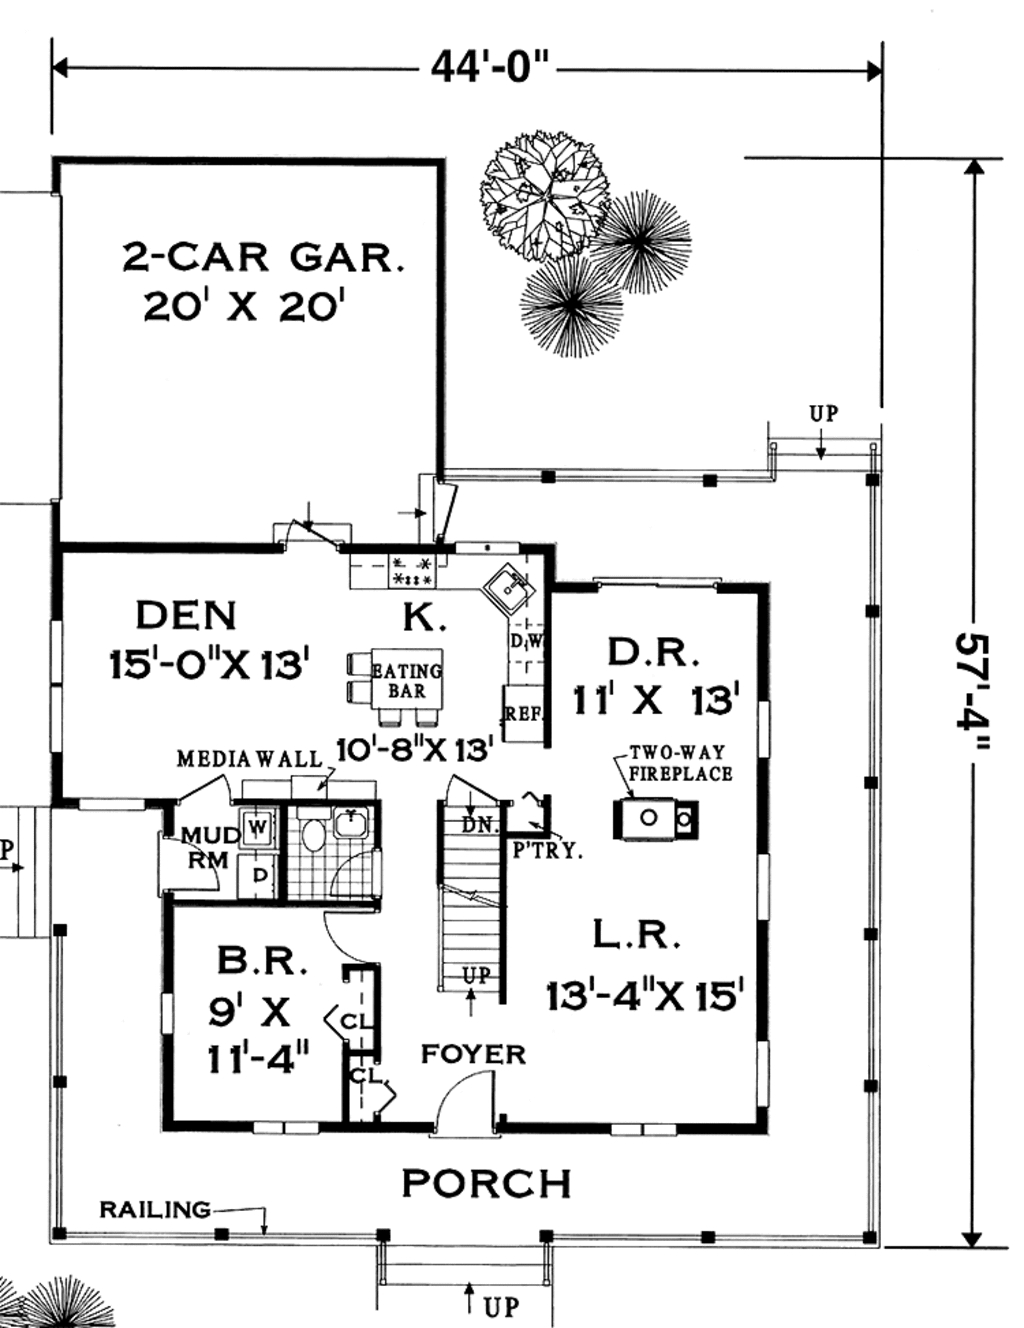 44'-0"
2-CAR GAR.
20' X 20'
UP
DEN
15'-0"X 13'
K.
D.W
EATING
BAR
REF.
10'-8"X 13'
D.R.
11' X 13'
57'-4"
MEDIA WALL
TWO-WAY
FIREPLACE
MUD
RM
W
D
DN.
P'TRY.
P
B.R.
9' X
11'-4"
CL
CL.
UP
L.R.
13'-4"X 15'
FOYER
PORCH
RAILING
UP